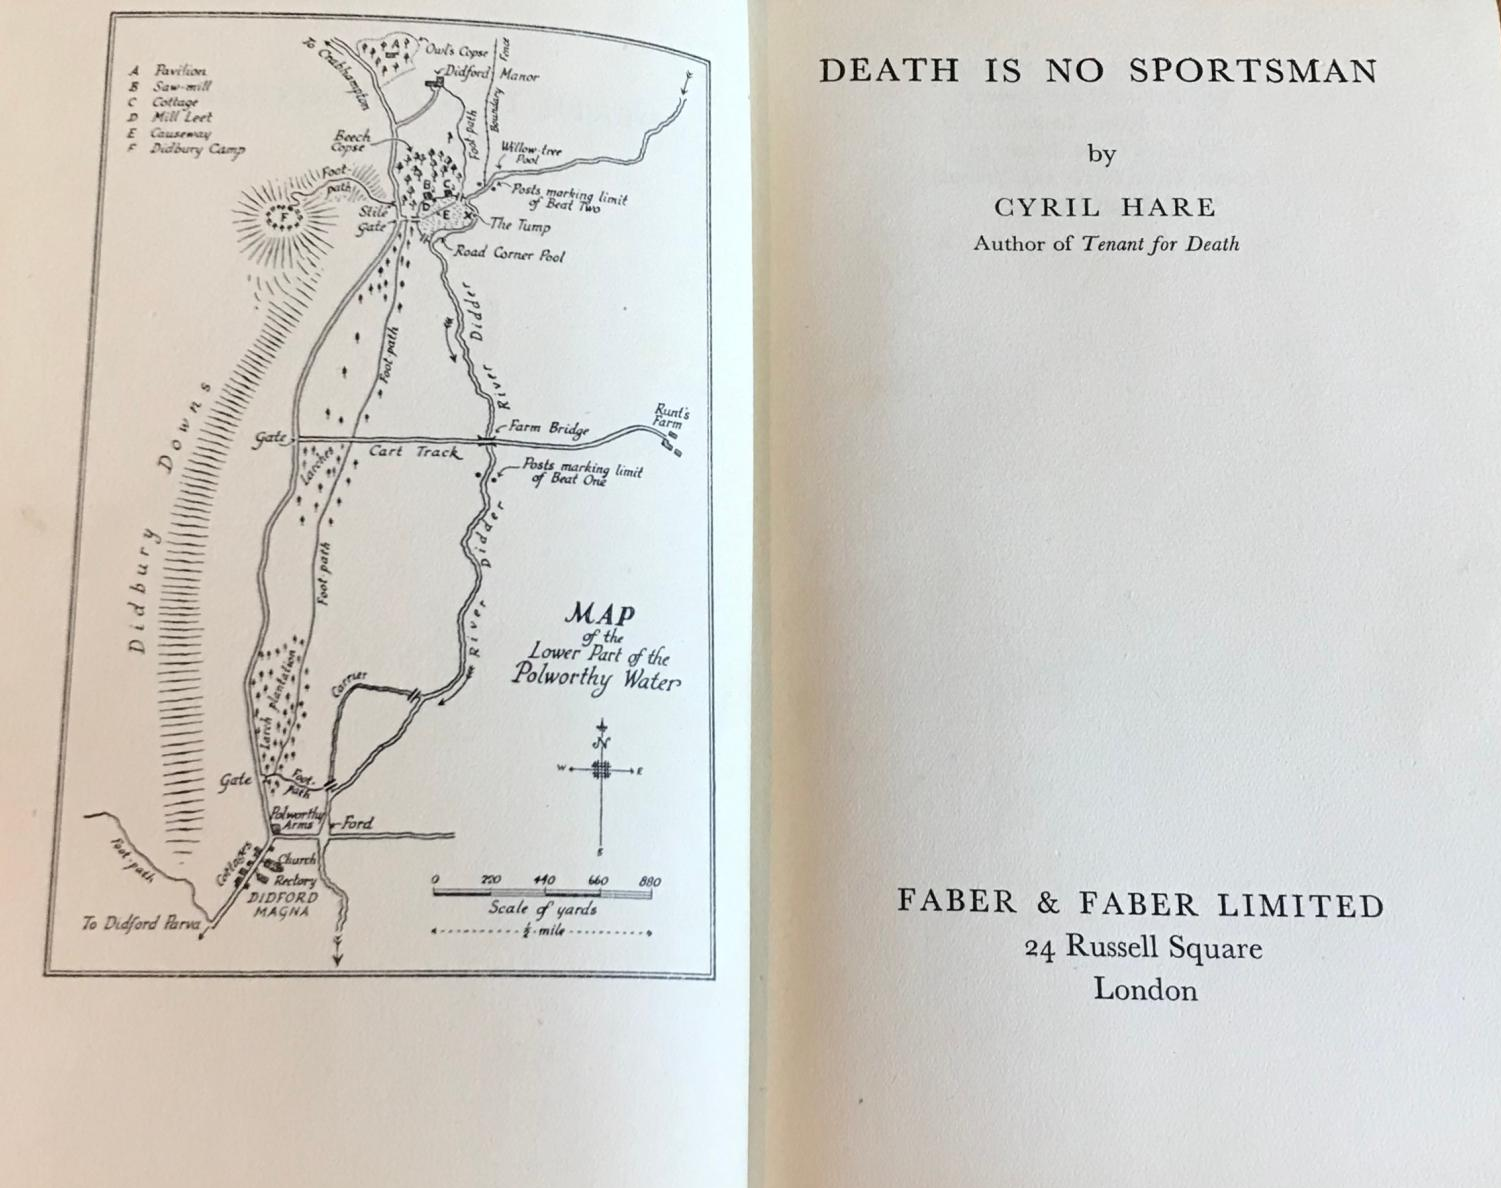 A Pavilion
B Saw-mill
C Cottage
D Mill Leet
E Causeway
F Didbury Camp
To Crabhampton
A
Owl's Copse
Didford Manor
Boundary Fence
Foot path
Beech
Copse
Willow-tree
Pool
Foot-
path
B
C
D
E
F
Posts marking limit
of Beat Two
Stile
Gate
The Tump
Road Corner Pool
River Didder
Foot-path
Runt's
Farm
Gate
Farm Bridge
Cart Track
Larches
Posts marking limit
of Beat One
Didbury Downs
River Didder
Foot-path
MAP
of the
Lower Part of the
Polworthy Water
Carrier
Larch plantation
N
W E
S
Gate
Foot-
path
Polworthy
Arms
Ford
Foot-path
Cottages
Church
Rectory
DIDFORD
MAGNA
To Didford Parva
0 220 440 660 880
Scale of yards
½-mile
DEATH IS NO SPORTSMAN
by
CYRIL HARE
Author of Tenant for Death
FABER & FABER LIMITED
24 Russell Square
London